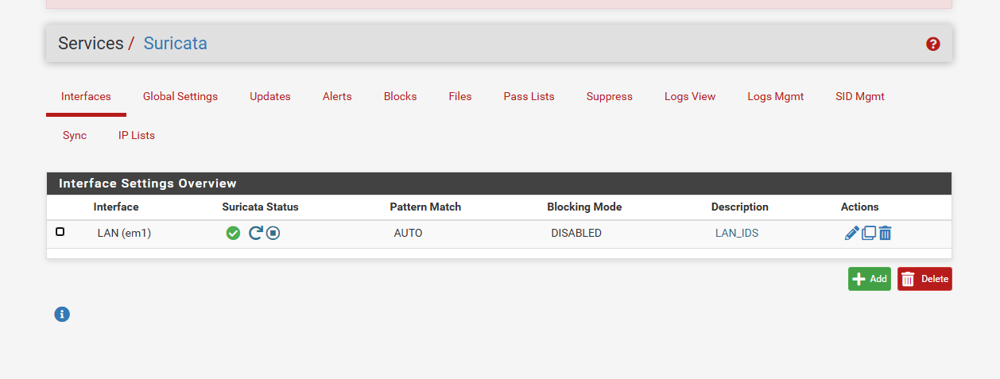 Services / Suricata
Interfaces Global Settings Updates Alerts Blocks Files Pass Lists Suppress Logs View Logs Mgmt SID Mgmt
Sync IP Lists
Interface Settings Overview
Interface Suricata Status Pattern Match Blocking Mode Description Actions
LAN (em1) AUTO DISABLED LAN_IDS
Add Delete